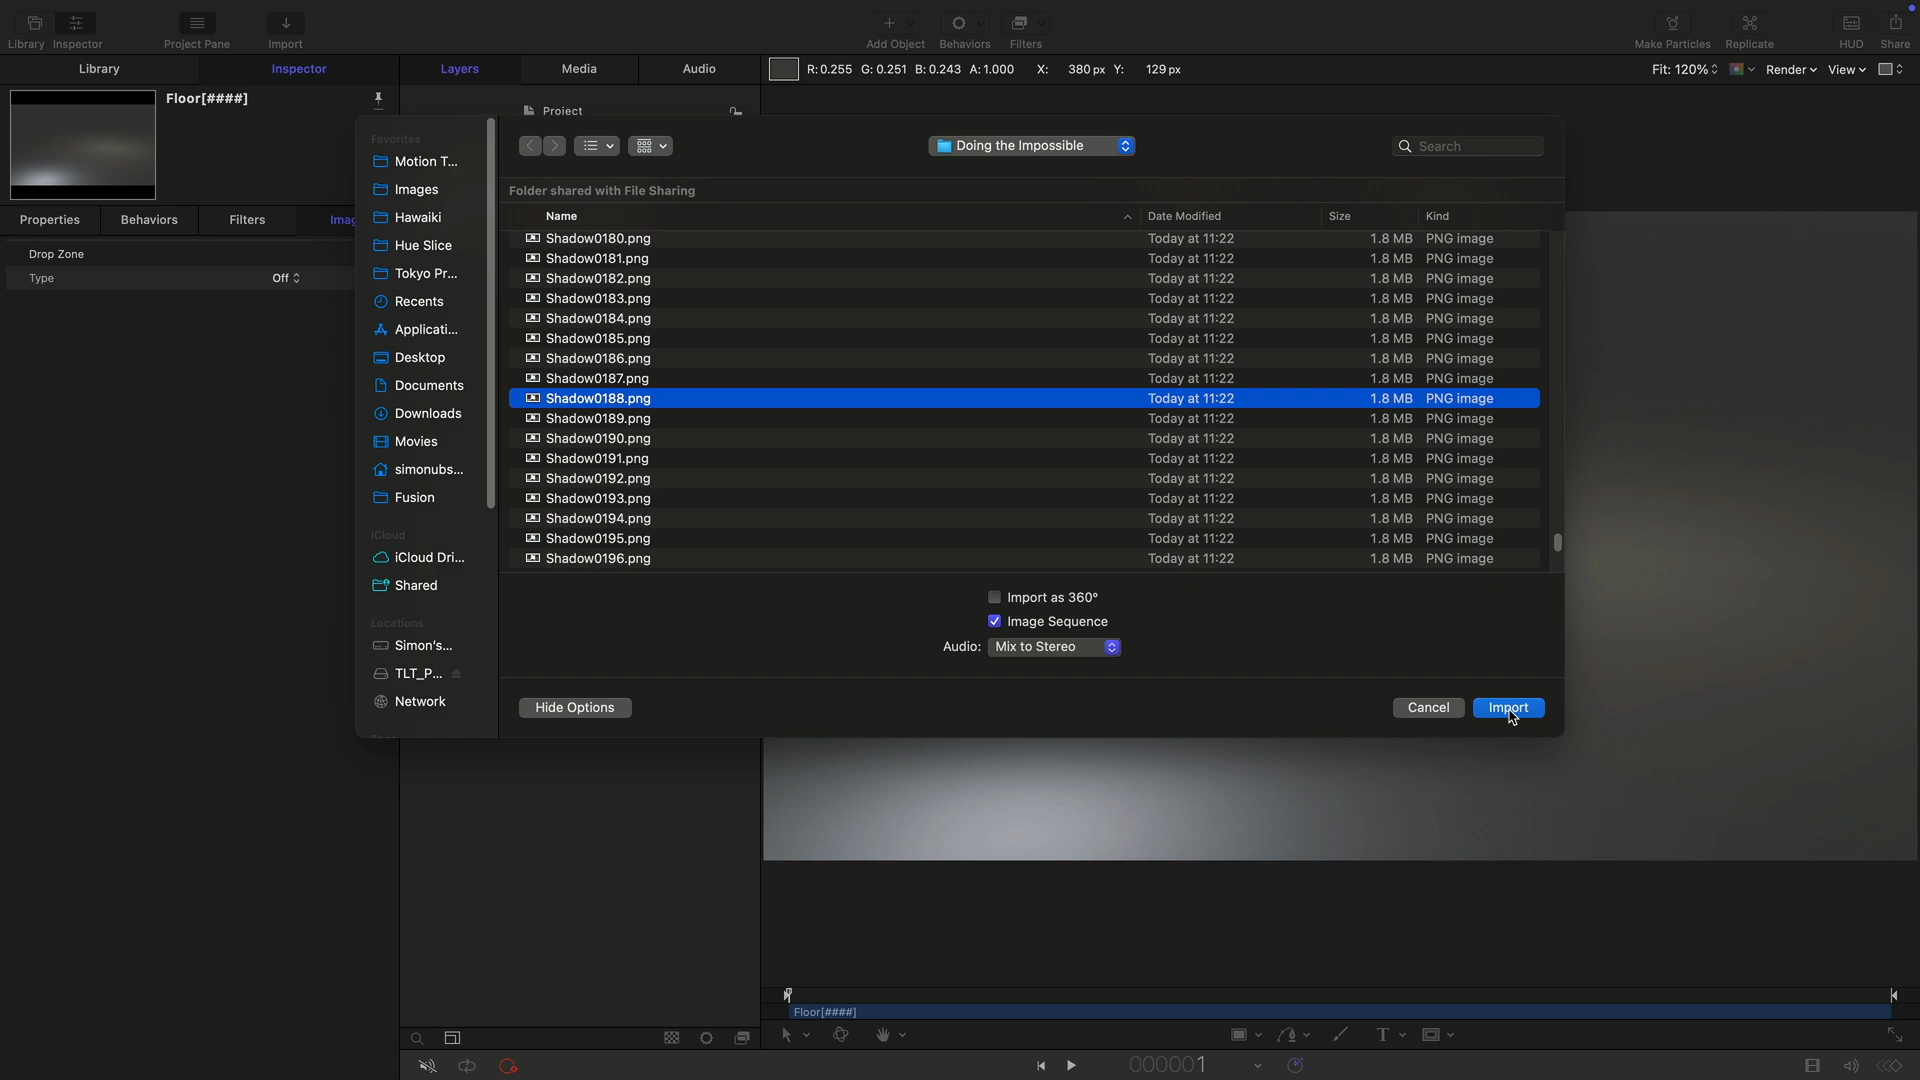 Library Inspector Project Pane Import Add Object Behaviors Filters Make Particles Replicate HUD Share
Library Inspector Layers Media Audio R:0.255 G:0.251 B:0.243 A:1.000 X: 380 px Y: 129 px Fit: 120% Render View
Floor[####]
Project
Properties Behaviors Filters Imag
Drop Zone
Type Off
Favorites
Motion T...
Images
Hawaiki
Hue Slice
Tokyo Pr...
Recents
Applicati...
Desktop
Documents
Downloads
Movies
simonubs...
Fusion
iCloud
iCloud Dri...
Shared
Locations
Simon's...
TLT_P...
Network
Doing the Impossible
Search
Folder shared with File Sharing
Name Date Modified Size Kind
Shadow0180.png Today at 11:22 1.8 MB PNG image
Shadow0181.png Today at 11:22 1.8 MB PNG image
Shadow0182.png Today at 11:22 1.8 MB PNG image
Shadow0183.png Today at 11:22 1.8 MB PNG image
Shadow0184.png Today at 11:22 1.8 MB PNG image
Shadow0185.png Today at 11:22 1.8 MB PNG image
Shadow0186.png Today at 11:22 1.8 MB PNG image
Shadow0187.png Today at 11:22 1.8 MB PNG image
Shadow0188.png Today at 11:22 1.8 MB PNG image
Shadow0189.png Today at 11:22 1.8 MB PNG image
Shadow0190.png Today at 11:22 1.8 MB PNG image
Shadow0191.png Today at 11:22 1.8 MB PNG image
Shadow0192.png Today at 11:22 1.8 MB PNG image
Shadow0193.png Today at 11:22 1.8 MB PNG image
Shadow0194.png Today at 11:22 1.8 MB PNG image
Shadow0195.png Today at 11:22 1.8 MB PNG image
Shadow0196.png Today at 11:22 1.8 MB PNG image
Import as 360°
Image Sequence
Audio: Mix to Stereo
Hide Options Cancel Import
Floor[####]
T
000001